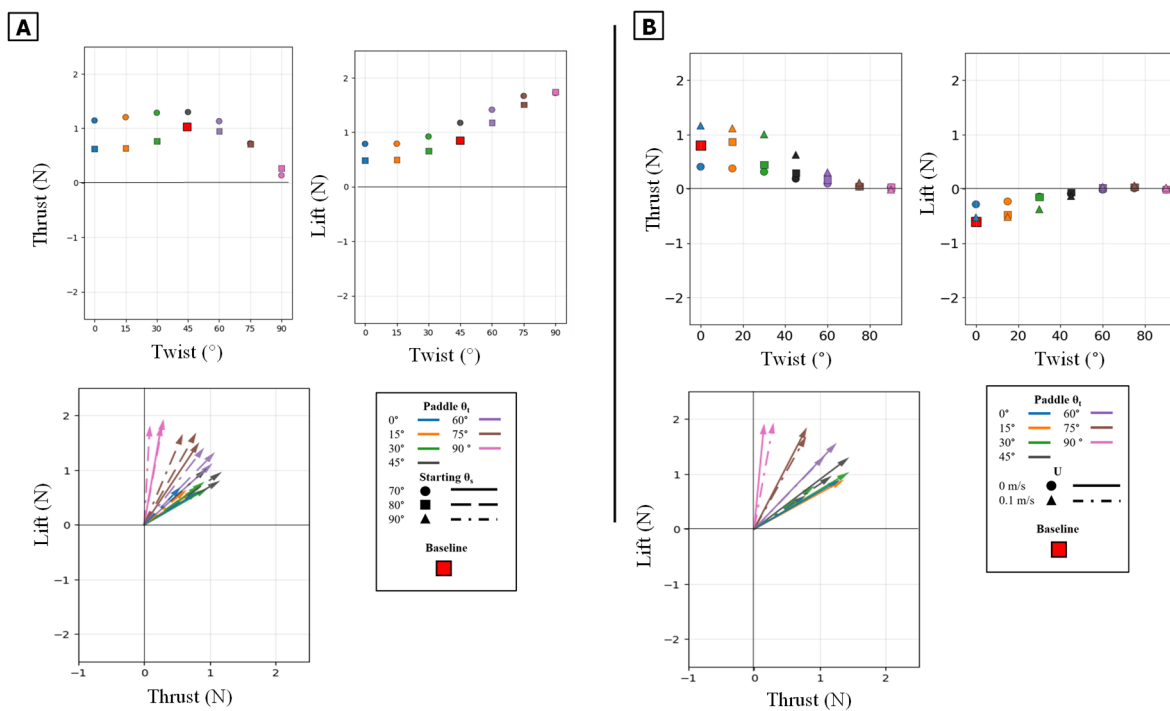 A
Thrust (N)
2
1
0
−1
−2
0 15 30 45 60 75 90
Twist (°)
Lift (N)
2
1
0
−1
−2
0 15 30 45 60 75 90
Twist (°)
Lift (N)
2
1
0
−1
−2
−1 0 1 2
Thrust (N)
Paddle θt
0° 60°
15° 75°
30° 90 °
45°
Starting θs
70°
80°
90°
Baseline
B
Thrust (N)
2
1
0
−1
−2
0 20 40 60 80
Twist (°)
Lift (N)
2
1
0
−1
−2
0 20 40 60 80
Twist (°)
Lift (N)
2
1
0
−1
−2
−1 0 1 2
Thrust (N)
Paddle θt
0° 60°
15° 75°
30° 90 °
45°
U
0 m/s
0.1 m/s
Baseline